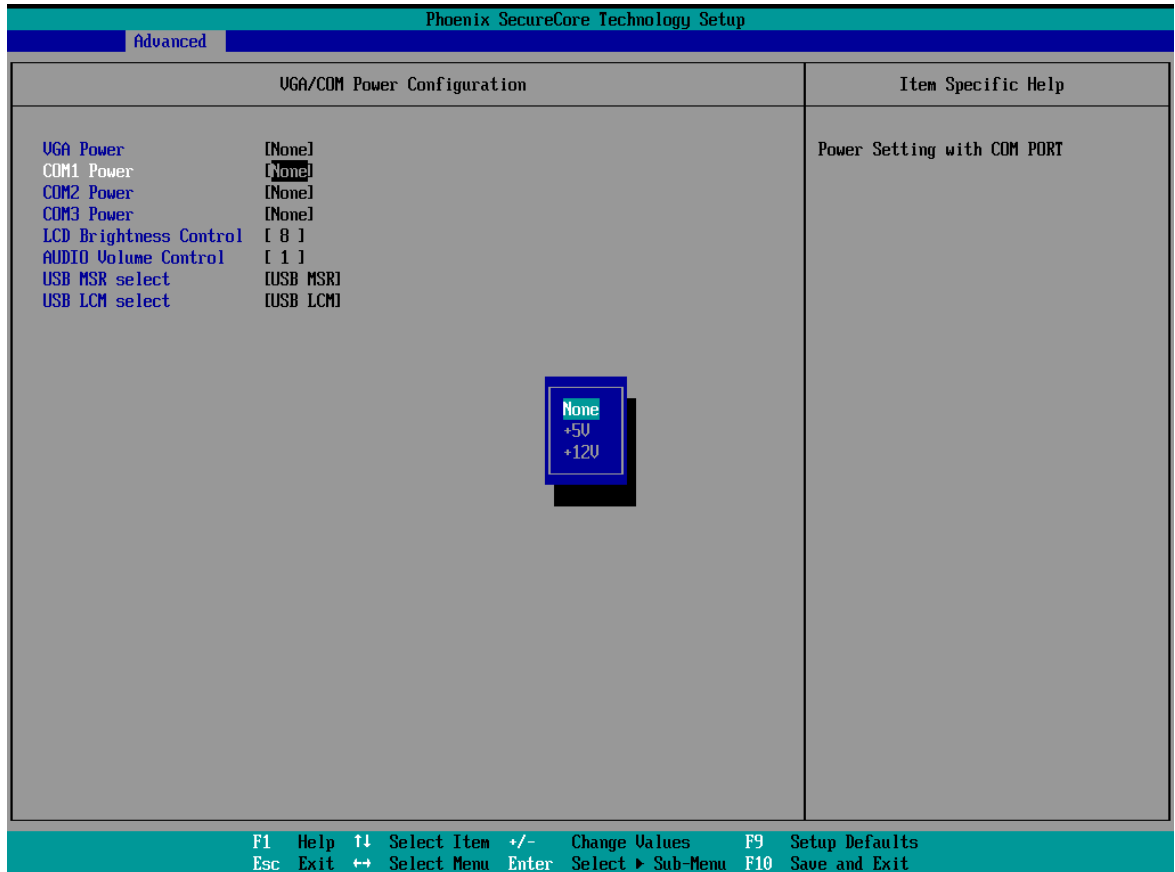 Phoenix SecureCore Technology Setup
Advanced
VGA/COM Power Configuration
Item Specific Help
VGA Power [None]
Power Setting with COM PORT
COM1 Power [None]
COM2 Power [None]
COM3 Power [None]
LCD Brightness Control [ 8 ]
AUDIO Volume Control [ 1 ]
USB MSR select [USB MSR]
USB LCM select [USB LCM]
None
+5V
+12V
F1 Help ↑↓ Select Item +/- Change Values F9 Setup Defaults
Esc Exit ↔ Select Menu Enter Select ▶ Sub-Menu F10 Save and Exit